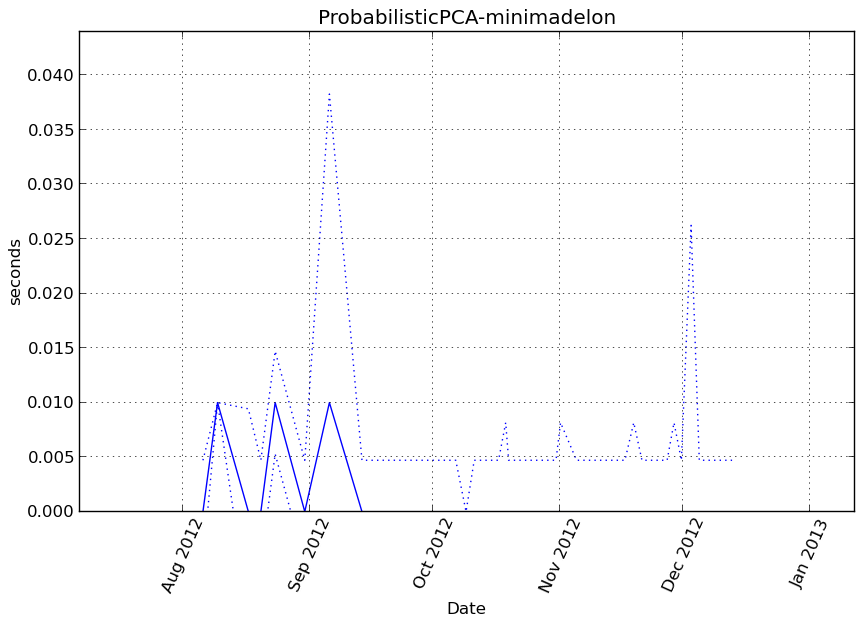 ProbabilisticPCA-minimadelon
0.040
0.035
0.030
0.025
0.020
0.015
0.010
0.005
0.000
seconds
Aug 2012
Sep 2012
Oct 2012
Nov 2012
Dec 2012
Jan 2013
Date